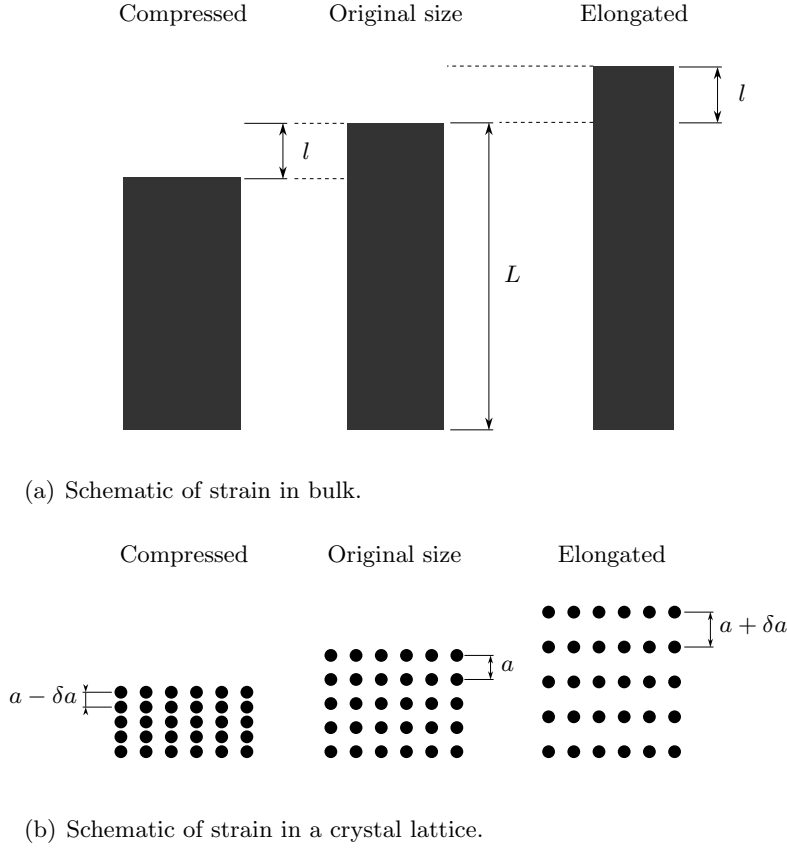 Compressed Original size Elongated
l
l
L
(a) Schematic of strain in bulk.
Compressed Original size Elongated
a + δa
a
a − δa
(b) Schematic of strain in a crystal lattice.